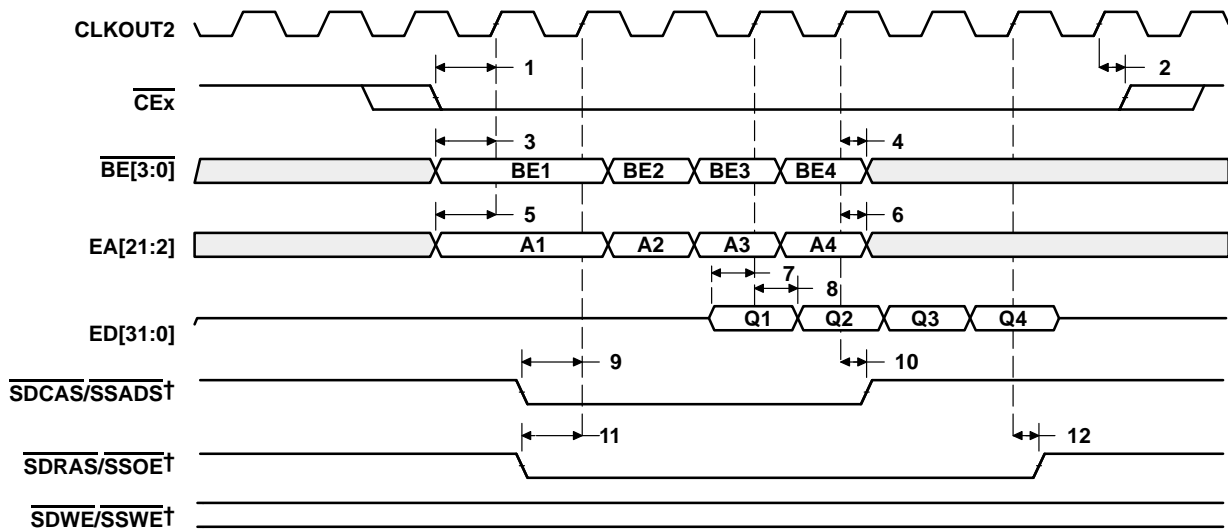 CLKOUT2
1
2
CEx
3
4
BE[3:0]
BE1
BE2
BE3
BE4
5
6
EA[21:2]
A1
A2
A3
A4
7
8
ED[31:0]
Q1
Q2
Q3
Q4
9
10
SDCAS/SSADS†
11
12
SDRAS/SSOE†
SDWE/SSWE†